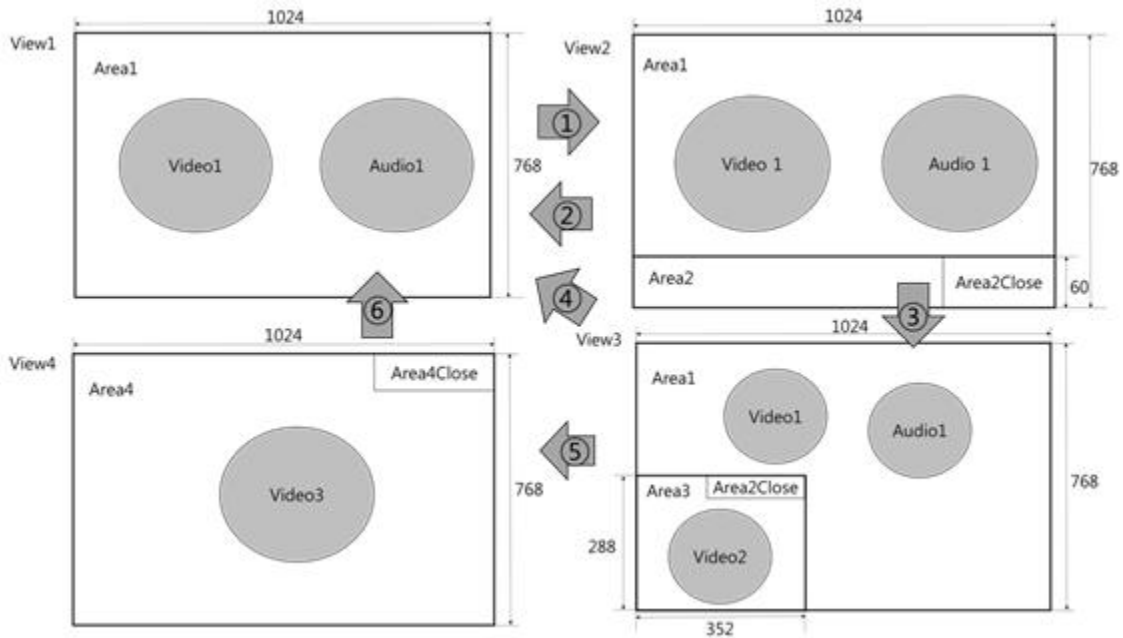 1024
View1
Area1
Video1
Audio1
768
①
②
④
1024
View2
Area1
Video 1
Audio 1
768
Area2
Area2Close
60
③
⑥
1024
View4
Area4
Area4Close
Video3
768
⑤
1024
View3
Area1
Video1
Audio1
768
Area3
Area2Close
Video2
288
352